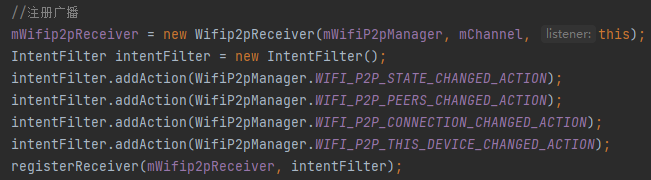 //注册广播
mWifip2pReceiver = new Wifip2pReceiver(mWifiP2pManager, mChannel, listener: this);
IntentFilter intentFilter = new IntentFilter();
intentFilter.addAction(WifiP2pManager.WIFI_P2P_STATE_CHANGED_ACTION);
intentFilter.addAction(WifiP2pManager.WIFI_P2P_PEERS_CHANGED_ACTION);
intentFilter.addAction(WifiP2pManager.WIFI_P2P_CONNECTION_CHANGED_ACTION);
intentFilter.addAction(WifiP2pManager.WIFI_P2P_THIS_DEVICE_CHANGED_ACTION);
registerReceiver(mWifip2pReceiver, intentFilter);